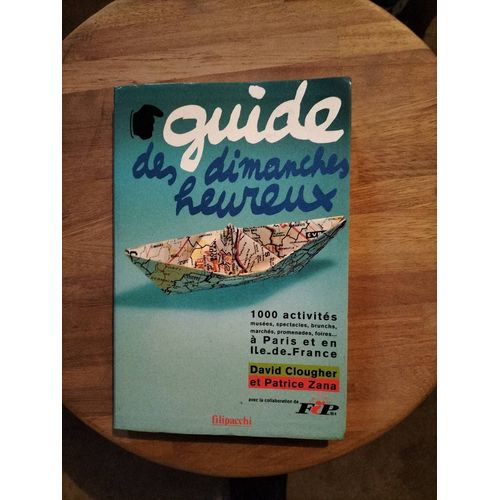 guide
des dimanches
heureux
1000 activités
musées, spectacles, brunchs,
marchés, promenades, foires...
à Paris et en
Ile-de-France
David Clougher
et Patrice Zana
avec la collaboration de
FiP
filipacchi